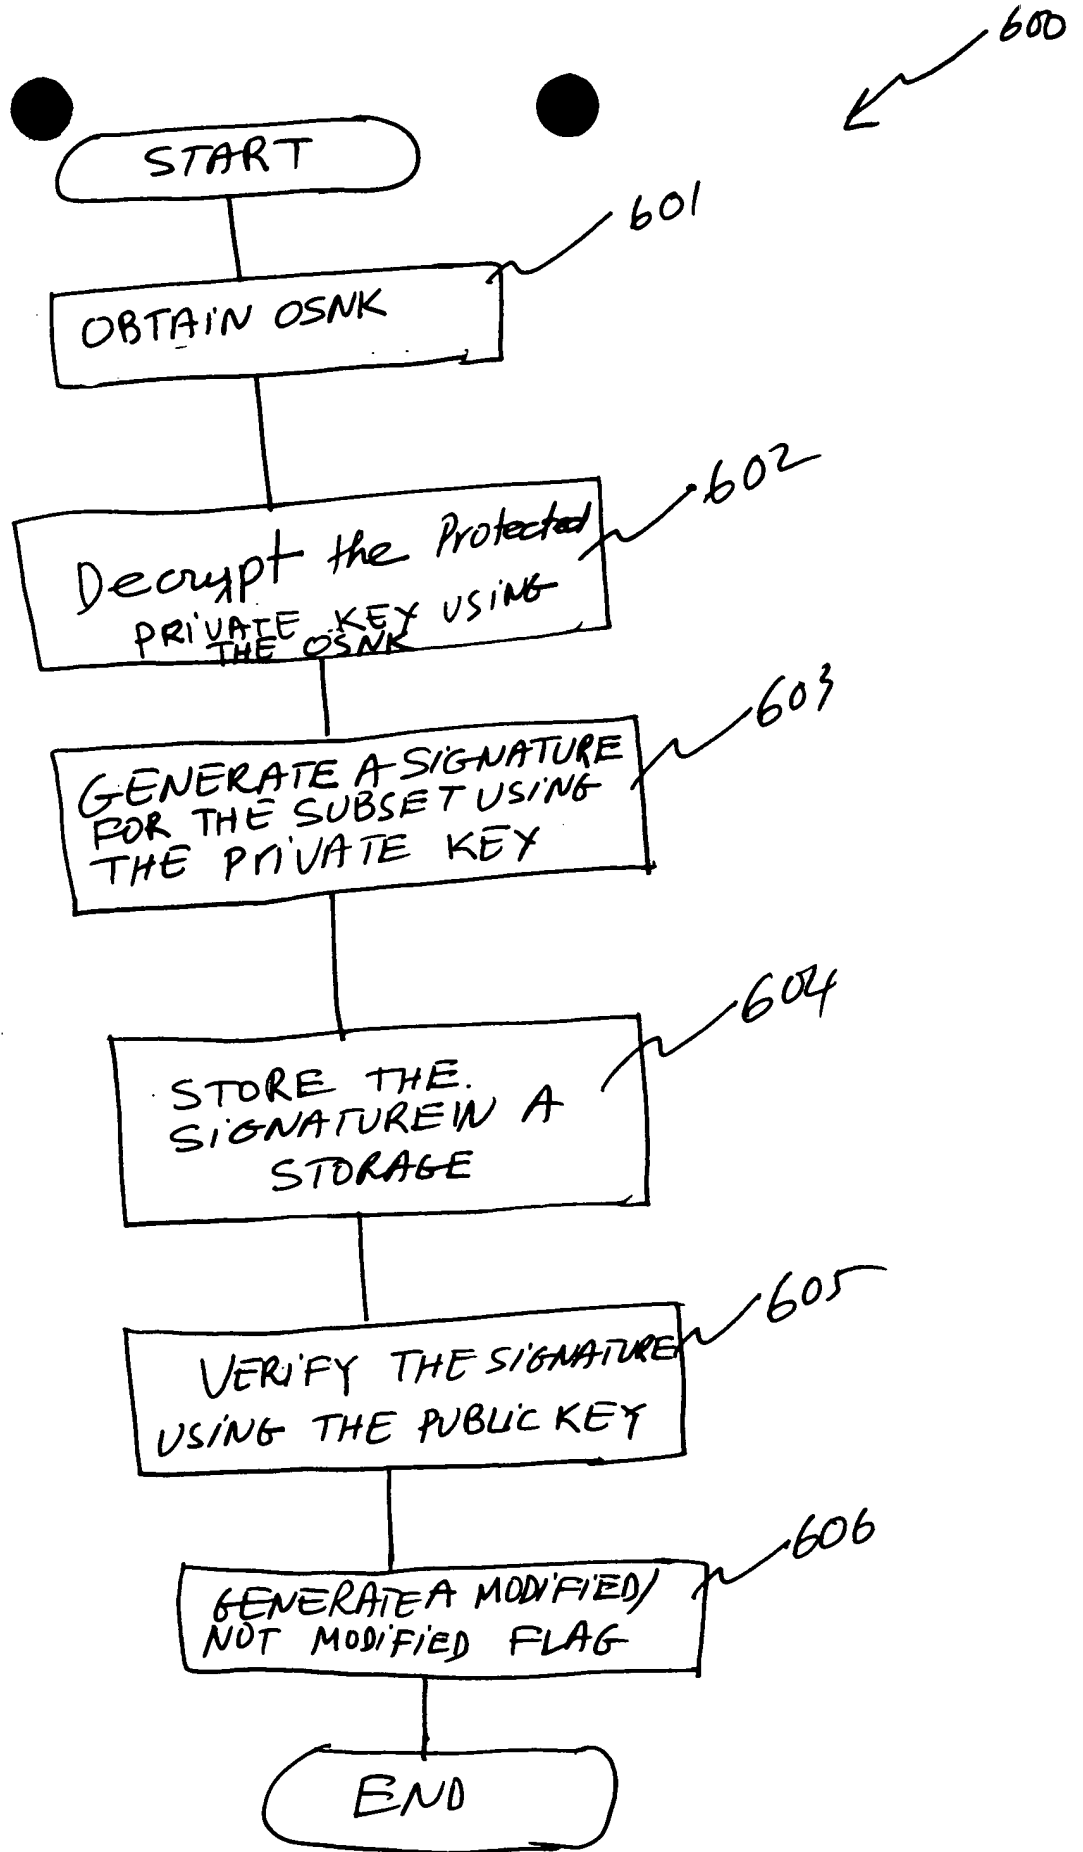 600
START
601
OBTAIN OSNK
602
Decrypt the Protected
PRIVATE KEY USING
THE OSNK
603
GENERATE A SIGNATURE
FOR THE SUBSET USING
THE PRIVATE KEY
604
STORE THE
SIGNATURE IN A
STORAGE
605
VERIFY THE SIGNATURE
USING THE PUBLIC KEY
606
GENERATE A MODIFIED/
NOT MODIFIED FLAG
END